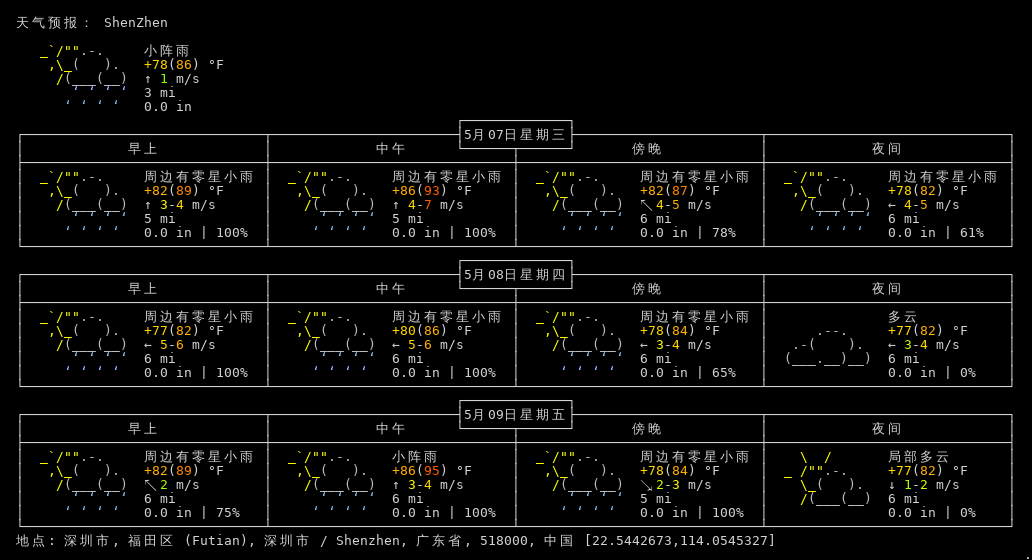 天气预报： ShenZhen
小阵雨
+78(86) °F
↑ 1 m/s
3 mi
0.0 in
5月07日星期三
早上 中午 傍晚 夜间
周边有零星小雨 周边有零星小雨 周边有零星小雨 周边有零星小雨
+82(89) °F +86(93) °F +82(87) °F +78(82) °F
↑ 3-4 m/s ↑ 4-7 m/s ↖ 4-5 m/s ← 4-5 m/s
5 mi 5 mi 6 mi 6 mi
0.0 in | 100% 0.0 in | 100% 0.0 in | 78% 0.0 in | 61%
5月08日星期四
早上 中午 傍晚 夜间
周边有零星小雨 周边有零星小雨 周边有零星小雨 多云
+77(82) °F +80(86) °F +78(84) °F +77(82) °F
← 5-6 m/s ← 5-6 m/s ← 3-4 m/s ← 3-4 m/s
6 mi 6 mi 6 mi 6 mi
0.0 in | 100% 0.0 in | 100% 0.0 in | 65% 0.0 in | 0%
5月09日星期五
早上 中午 傍晚 夜间
周边有零星小雨 小阵雨 周边有零星小雨 局部多云
+82(89) °F +86(95) °F +78(84) °F +77(82) °F
↖ 2 m/s ↑ 3-4 m/s ↘ 2-3 m/s ↓ 1-2 m/s
6 mi 6 mi 5 mi 6 mi
0.0 in | 75% 0.0 in | 100% 0.0 in | 100% 0.0 in | 0%
地点: 深圳市, 福田区 (Futian), 深圳市 / Shenzhen, 广东省, 518000, 中国 [22.5442673,114.0545327]